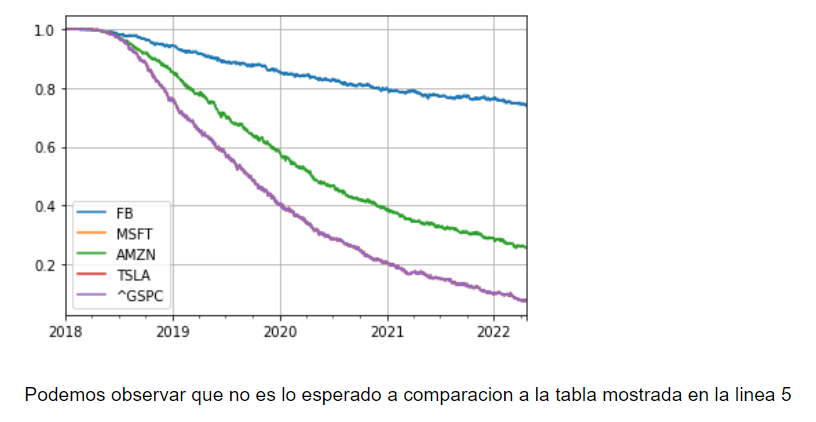 1.0
0.8
0.6
0.4
0.2
FB
MSFT
AMZN
TSLA
^GSPC
2018 2019 2020 2021 2022
Podemos observar que no es lo esperado a comparacion a la tabla mostrada en la linea 5